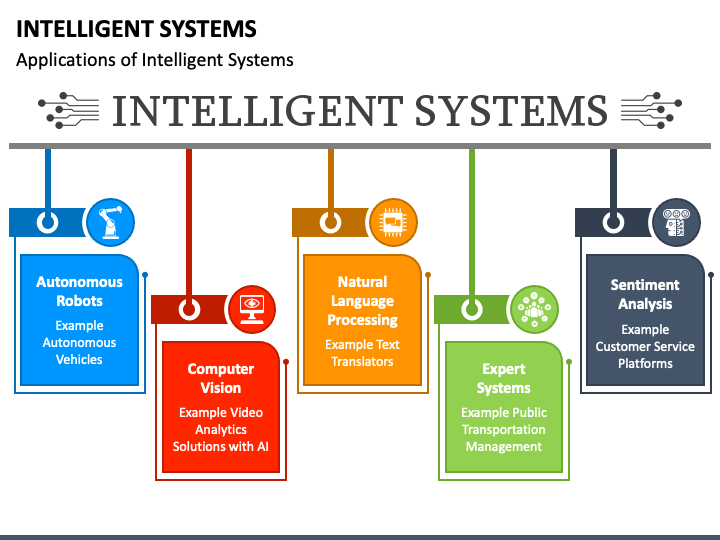 INTELLIGENT SYSTEMS
Applications of Intelligent Systems
INTELLIGENT SYSTEMS
Autonomous
Robots
Example
Autonomous
Vehicles
Computer
Vision
Example Video
Analytics
Solutions with AI
Natural
Language
Processing
Example Text
Translators
Expert
Systems
Example Public
Transportation
Management
Sentiment
Analysis
Example
Customer Service
Platforms